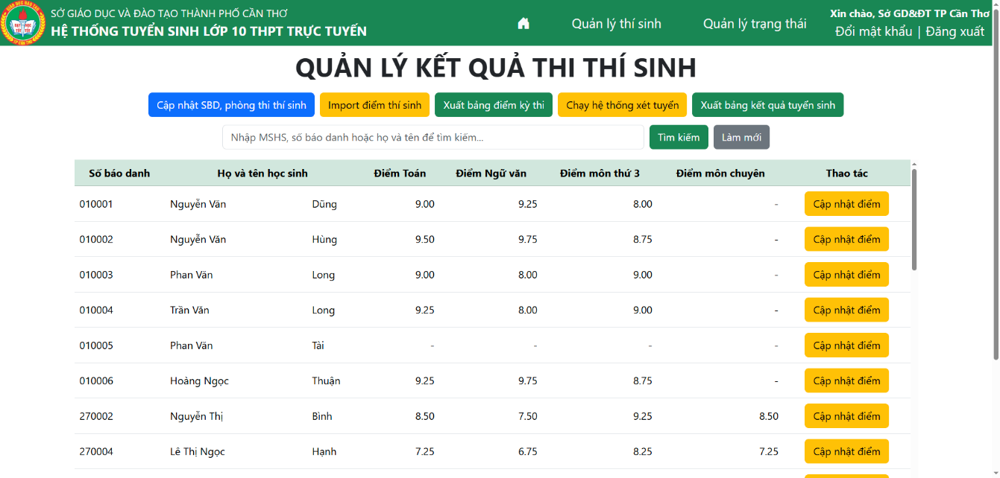 SỞ GIÁO DỤC VÀ ĐÀO TẠO THÀNH PHỐ CẦN THƠ
HỆ THỐNG TUYỂN SINH LỚP 10 THPT TRỰC TUYẾN
Quản lý thí sinh
Quản lý trạng thái
Xin chào, Sở GD&ĐT TP Cần Thơ
Đổi mật khẩu | Đăng xuất
QUẢN LÝ KẾT QUẢ THI THÍ SINH
Cập nhật SBD, phòng thi thí sinh Import điểm thí sinh Xuất bảng điểm kỳ thi Chạy hệ thống xét tuyển Xuất bảng kết quả tuyển sinh
Nhập MSHS, số báo danh hoặc họ và tên để tìm kiếm... Tìm kiếm Làm mới
Số báo danh Họ và tên học sinh Điểm Toán Điểm Ngữ văn Điểm môn thứ 3 Điểm môn chuyên Thao tác
010001 Nguyễn Văn Dũng 9.00 9.25 8.00 - Cập nhật điểm
010002 Nguyễn Văn Hùng 9.50 9.75 8.75 - Cập nhật điểm
010003 Phan Văn Long 9.00 8.00 9.00 - Cập nhật điểm
010004 Trần Văn Long 9.25 8.00 9.00 - Cập nhật điểm
010005 Phan Văn Tài - - - - Cập nhật điểm
010006 Hoàng Ngọc Thuận 9.25 9.75 8.75 - Cập nhật điểm
270002 Nguyễn Thị Bình 8.50 7.50 9.25 8.50 Cập nhật điểm
270004 Lê Thị Ngọc Hạnh 7.25 6.75 8.25 7.25 Cập nhật điểm